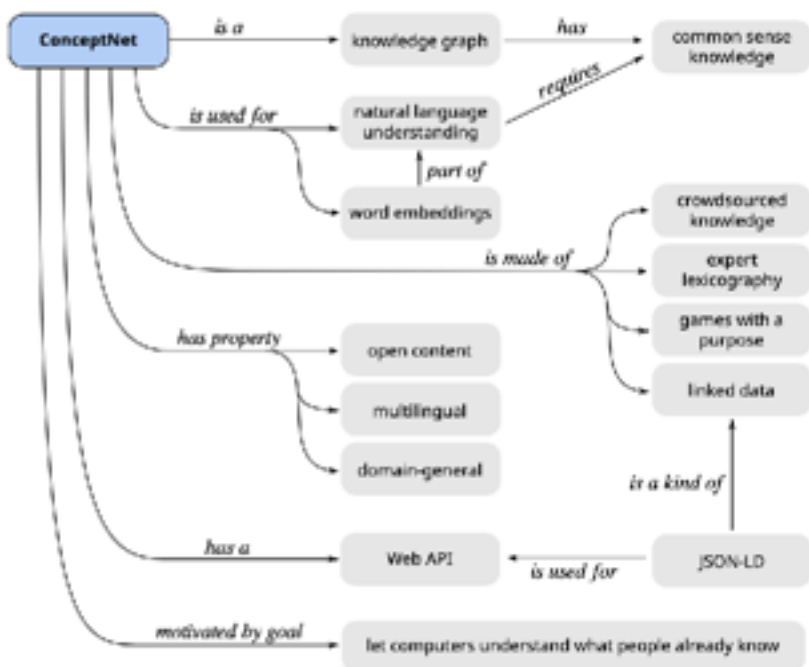 ConceptNet
is a
knowledge graph
has
common sense
knowledge
is used for
natural language
understanding
requires
part of
word embeddings
crowdsourced
knowledge
is made of
expert
lexicography
games with a
purpose
linked data
has property
open content
multilingual
domain-general
is a kind of
has a
Web API
is used for
JSON-LD
motivated by goal
let computers understand what people already know